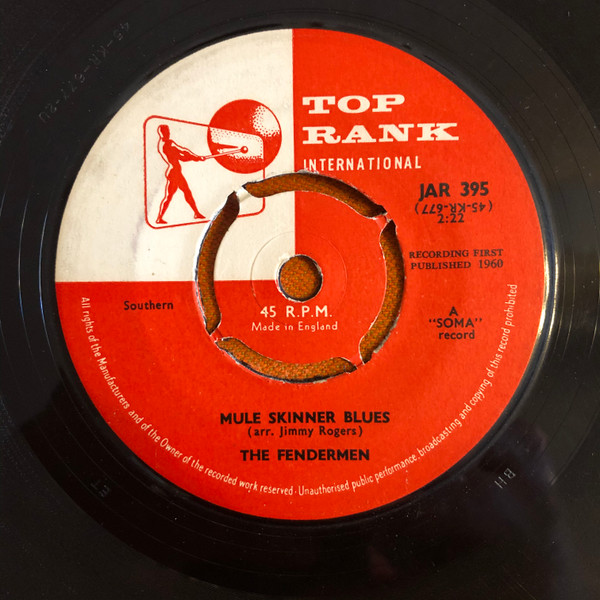 TOP
RANK
INTERNATIONAL
JAR 395
(45-KR-677)
2:22
RECORDING FIRST
PUBLISHED 1960
Southern
45 R.P.M.
Made in England
A
"SOMA"
record
MULE SKINNER BLUES
(arr. Jimmy Rogers)
THE FENDERMEN
All rights of the Manufacturers and of the Owner of the recorded work reserved · Unauthorised public performance, broadcasting and copying of this record prohibited
ET
BH